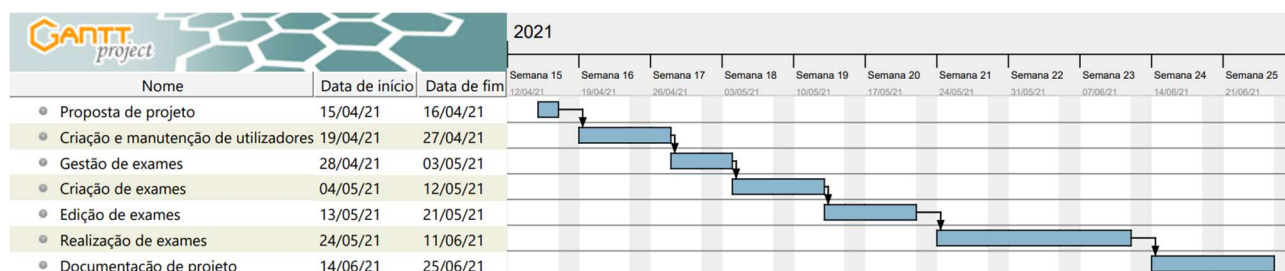 GANTT project
2021
Nome Data de início Data de fim
Semana 15 Semana 16 Semana 17 Semana 18 Semana 19 Semana 20 Semana 21 Semana 22 Semana 23 Semana 24 Semana 25
12/04/21 19/04/21 26/04/21 03/05/21 10/05/21 17/05/21 24/05/21 31/05/21 07/06/21 14/06/21 21/06/21
Proposta de projeto 15/04/21 16/04/21
Criação e manutenção de utilizadores 19/04/21 27/04/21
Gestão de exames 28/04/21 03/05/21
Criação de exames 04/05/21 12/05/21
Edição de exames 13/05/21 21/05/21
Realização de exames 24/05/21 11/06/21
Documentação de projeto 14/06/21 25/06/21